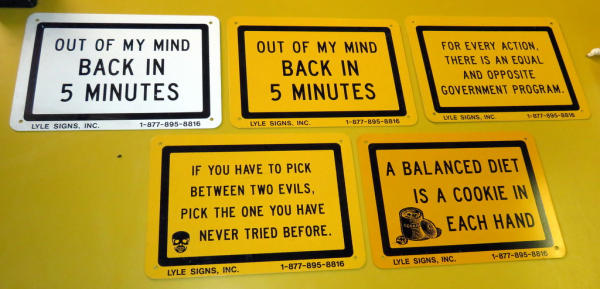 OUT OF MY MIND
BACK IN
5 MINUTES
LYLE SIGNS, INC. 1-877-895-8816
OUT OF MY MIND
BACK IN
5 MINUTES
LYLE SIGNS, INC. 1-877-895-8816
FOR EVERY ACTION,
THERE IS AN EQUAL
AND OPPOSITE
GOVERNMENT PROGRAM.
LYLE SIGNS, INC. 1-877-895-8816
IF YOU HAVE TO PICK
BETWEEN TWO EVILS,
PICK THE ONE YOU HAVE
NEVER TRIED BEFORE.
LYLE SIGNS, INC. 1-877-895-8816
A BALANCED DIET
IS A COOKIE IN
EACH HAND
LYLE SIGNS, INC. 1-877-895-8816